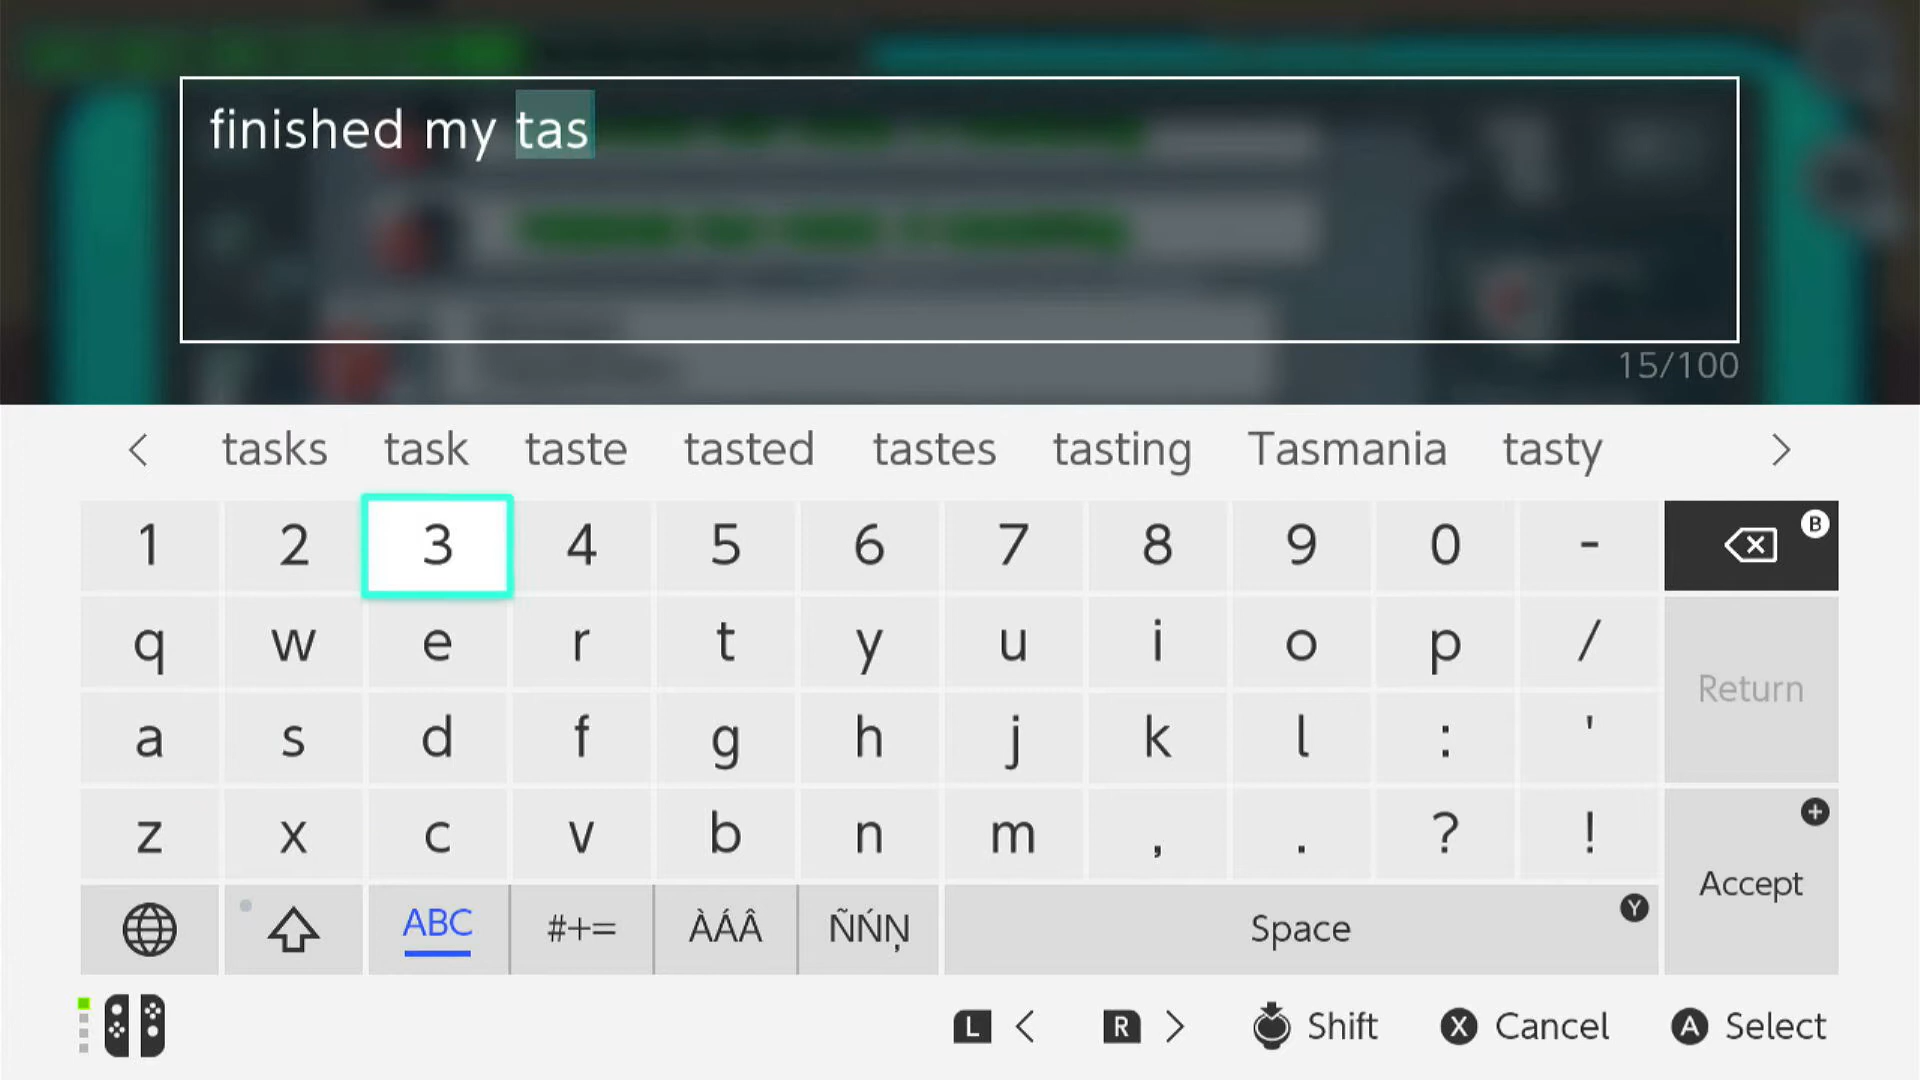 finished my tas
15/100
< tasks task taste tasted tastes tasting Tasmania tasty >
1 2 3 4 5 6 7 8 9 0 - B
q w e r t y u i o p /
Return
a s d f g h j k l : '
z x c v b n m , . ? ! +
Accept
ABC #+= ÀÁÂ ÑŃŅ Space Y
L < R > Shift X Cancel A Select